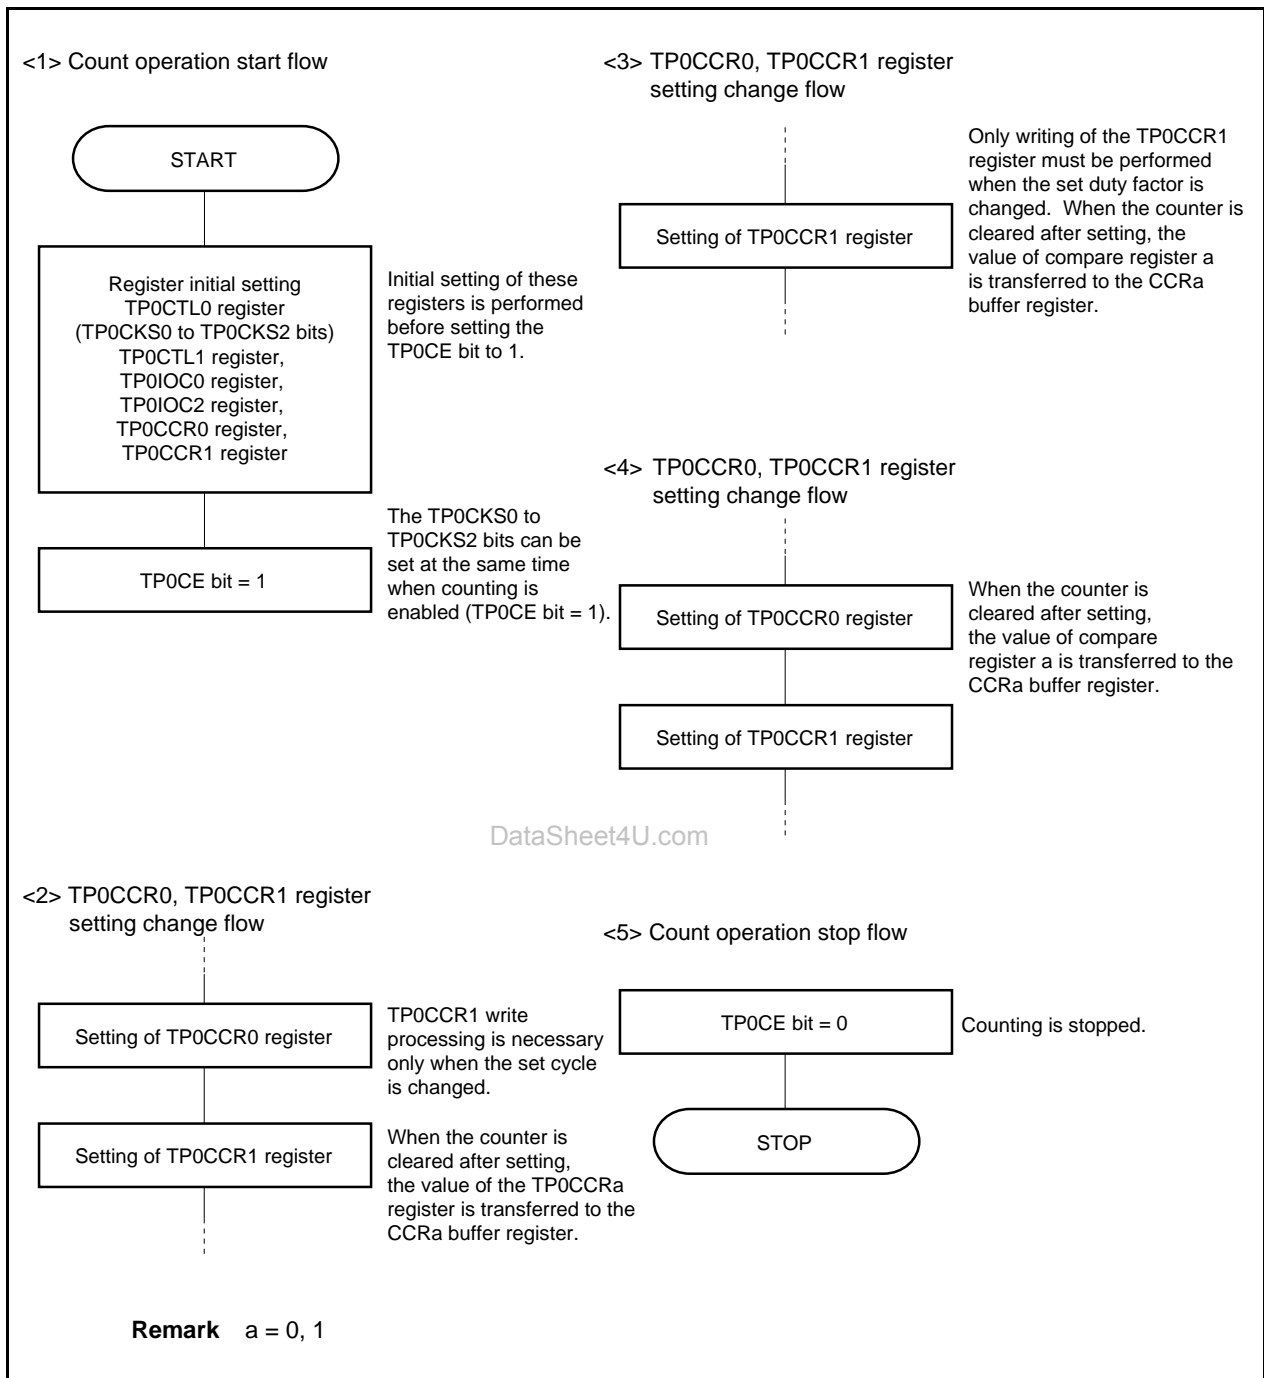 <1> Count operation start flow
START
Register initial setting
TP0CTL0 register
(TP0CKS0 to TP0CKS2 bits)
TP0CTL1 register,
TP0IOC0 register,
TP0IOC2 register,
TP0CCR0 register,
TP0CCR1 register
Initial setting of these
registers is performed
before setting the
TP0CE bit to 1.
TP0CE bit = 1
The TP0CKS0 to
TP0CKS2 bits can be
set at the same time
when counting is
enabled (TP0CE bit = 1).
<2> TP0CCR0, TP0CCR1 register
setting change flow
Setting of TP0CCR0 register
TP0CCR1 write
processing is necessary
only when the set cycle
is changed.
Setting of TP0CCR1 register
When the counter is
cleared after setting,
the value of the TP0CCRa
register is transferred to the
CCRa buffer register.
<3> TP0CCR0, TP0CCR1 register
setting change flow
Setting of TP0CCR1 register
Only writing of the TP0CCR1
register must be performed
when the set duty factor is
changed.  When the counter is
cleared after setting, the
value of compare register a
is transferred to the CCRa
buffer register.
<4> TP0CCR0, TP0CCR1 register
setting change flow
Setting of TP0CCR0 register
When the counter is
cleared after setting,
the value of compare
register a is transferred to the
CCRa buffer register.
Setting of TP0CCR1 register
DataSheet4U.com
<5> Count operation stop flow
TP0CE bit = 0
Counting is stopped.
STOP
Remark a = 0, 1